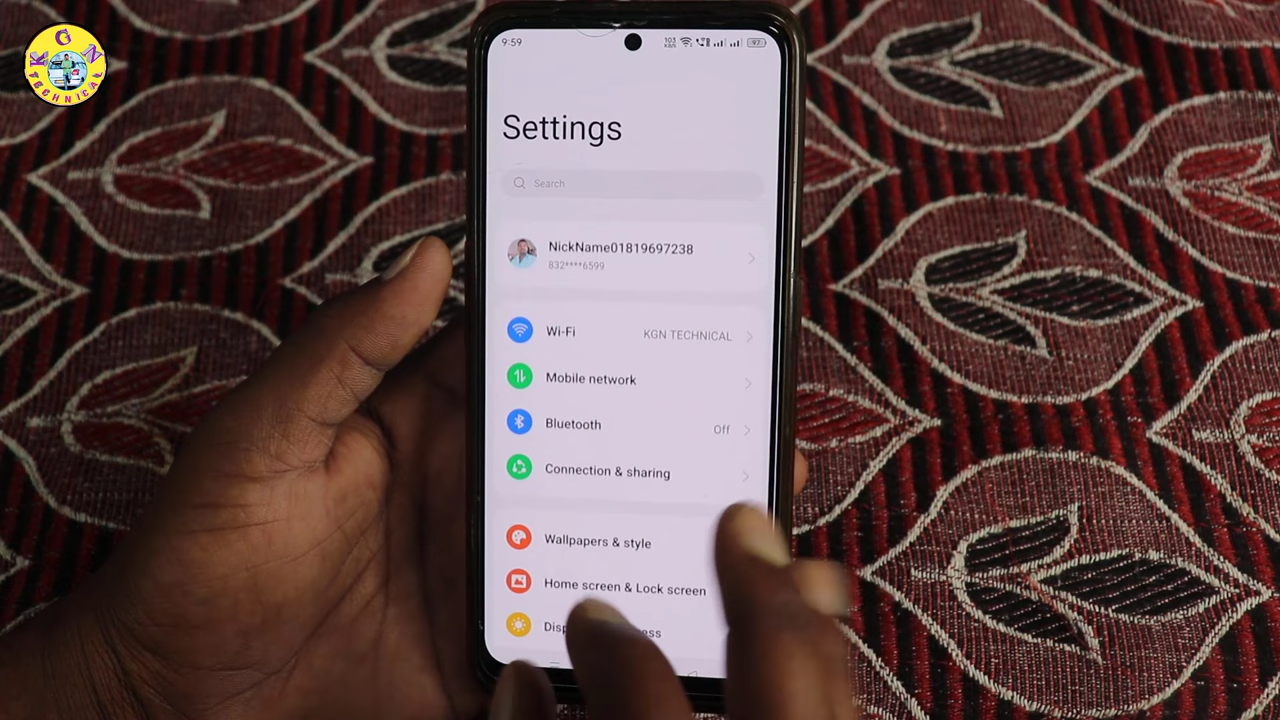 KGN
TECHNICAL
9:59
97
Settings
Search
NickName01819697238
832****6599
Wi-Fi KGN TECHNICAL
Mobile network
Bluetooth Off
Connection & sharing
Wallpapers & style
Home screen & Lock screen